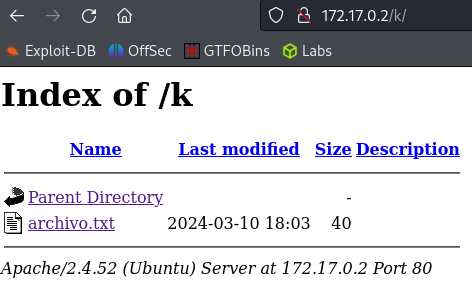 172.17.0.2/k/
Exploit-DB OffSec GTFOBins Labs
Index of /k
Name Last modified Size Description
Parent Directory -
archivo.txt 2024-03-10 18:03 40
Apache/2.4.52 (Ubuntu) Server at 172.17.0.2 Port 80